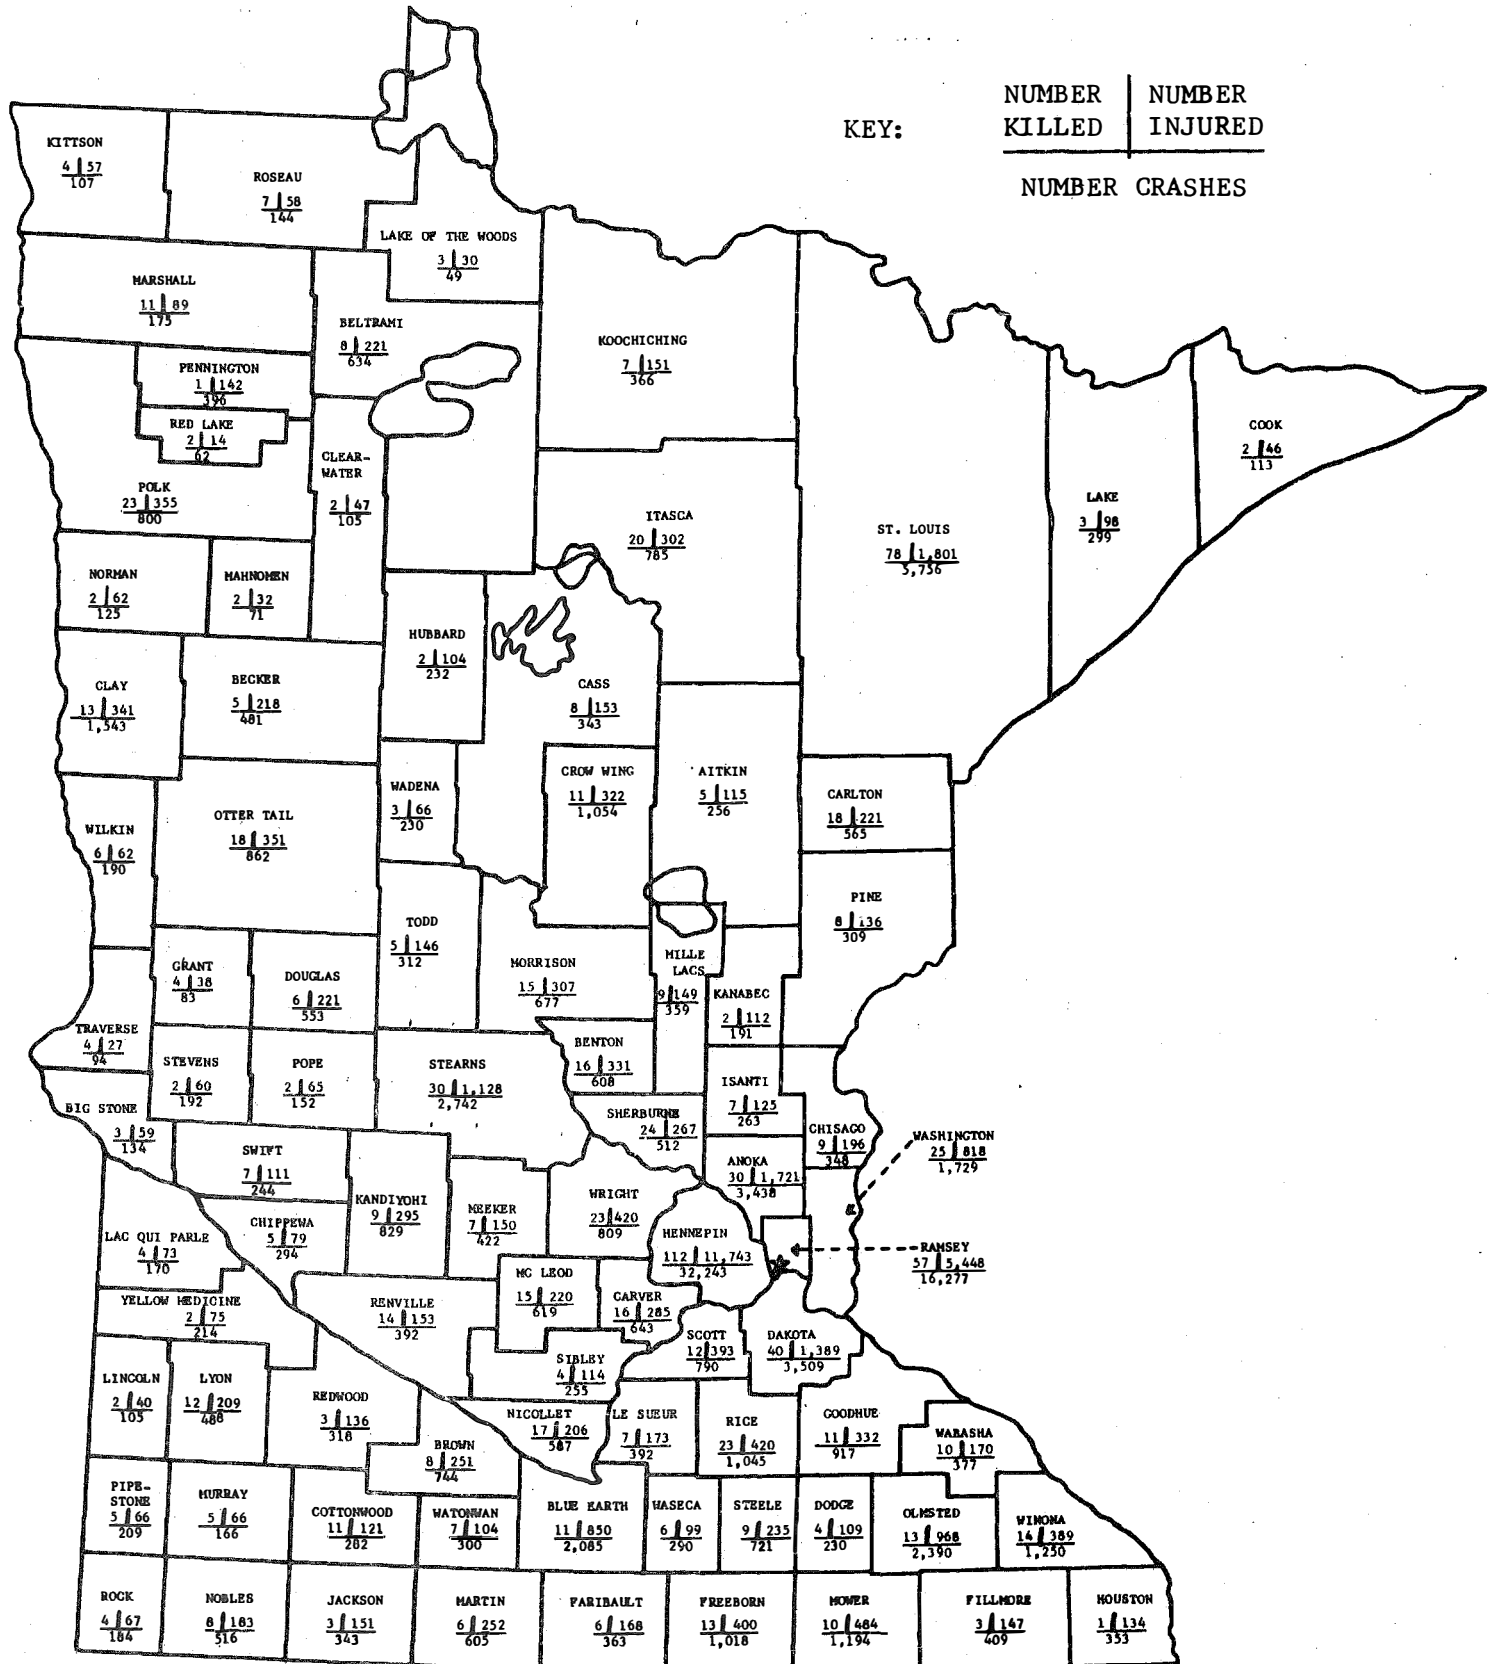 KEY:
NUMBER KILLED | NUMBER INJURED
NUMBER CRASHES
KITTSON
4 | 57
107
ROSEAU
7 | 58
144
LAKE OF THE WOODS
3 | 30
49
MARSHALL
11 | 89
175
BELTRAMI
8 | 221
634
KOOCHICHING
7 | 151
366
PENNINGTON
1 | 142
396
RED LAKE
2 | 14
62
CLEAR-
WATER
2 | 47
105
POLK
23 | 355
800
ITASCA
20 | 302
785
ST. LOUIS
78 | 1,801
5,756
LAKE
3 | 98
299
COOK
2 | 46
113
NORMAN
2 | 62
125
MAHNOMEN
2 | 32
71
HUBBARD
2 | 104
232
CASS
8 | 153
343
CLAY
13 | 341
1,543
BECKER
5 | 218
481
WADENA
3 | 66
230
CROW WING
11 | 322
1,054
AITKIN
5 | 115
256
CARLTON
18 | 221
565
WILKIN
6 | 62
190
OTTER TAIL
18 | 351
862
TODD
5 | 146
312
PINE
8 | 136
309
GRANT
4 | 38
83
DOUGLAS
6 | 221
553
MORRISON
15 | 307
677
MILLE
LACS
9 | 149
359
KANABEC
2 | 112
191
TRAVERSE
4 | 27
94
STEVENS
2 | 60
192
POPE
2 | 65
152
STEARNS
30 | 1,128
2,742
BENTON
16 | 331
608
ISANTI
7 | 125
263
BIG STONE
3 | 59
134
SHERBURNE
24 | 267
512
CHISAGO
9 | 196
348
WASHINGTON
25 | 818
1,729
SWIFT
7 | 111
244
ANOKA
30 | 1,721
3,438
KANDIYOHI
9 | 295
829
MEEKER
7 | 150
422
WRIGHT
23 | 420
809
LAC QUI PARLE
4 | 73
170
CHIPPEWA
5 | 79
294
HENNEPIN
112 | 11,743
32,243
RAMSEY
57 | 5,448
16,277
MC LEOD
15 | 220
619
YELLOW MEDICINE
2 | 75
214
RENVILLE
14 | 153
392
CARVER
16 | 285
643
SCOTT
12 | 393
790
DAKOTA
40 | 1,389
3,509
SIBLEY
4 | 114
255
LINCOLN
2 | 40
105
LYON
12 | 209
488
REDWOOD
3 | 136
318
NICOLLET
17 | 206
587
LE SUEUR
7 | 173
392
RICE
23 | 420
1,045
GOODHUE
11 | 332
917
WABASHA
10 | 170
377
BROWN
8 | 251
744
PIPE-
STONE
5 | 66
209
MURRAY
5 | 66
166
COTTONWOOD
11 | 121
282
WATONWAN
7 | 104
300
BLUE EARTH
11 | 850
2,085
WASECA
6 | 99
290
STEELE
9 | 235
721
DODGE
4 | 109
230
OLMSTED
13 | 968
2,390
WINONA
14 | 389
1,250
ROCK
4 | 67
184
NOBLES
8 | 183
516
JACKSON
3 | 151
343
MARTIN
6 | 252
605
FARIBAULT
6 | 168
363
FREEBORN
13 | 400
1,018
MOWER
10 | 484
1,194
FILLMORE
3 | 147
409
HOUSTON
1 | 134
353